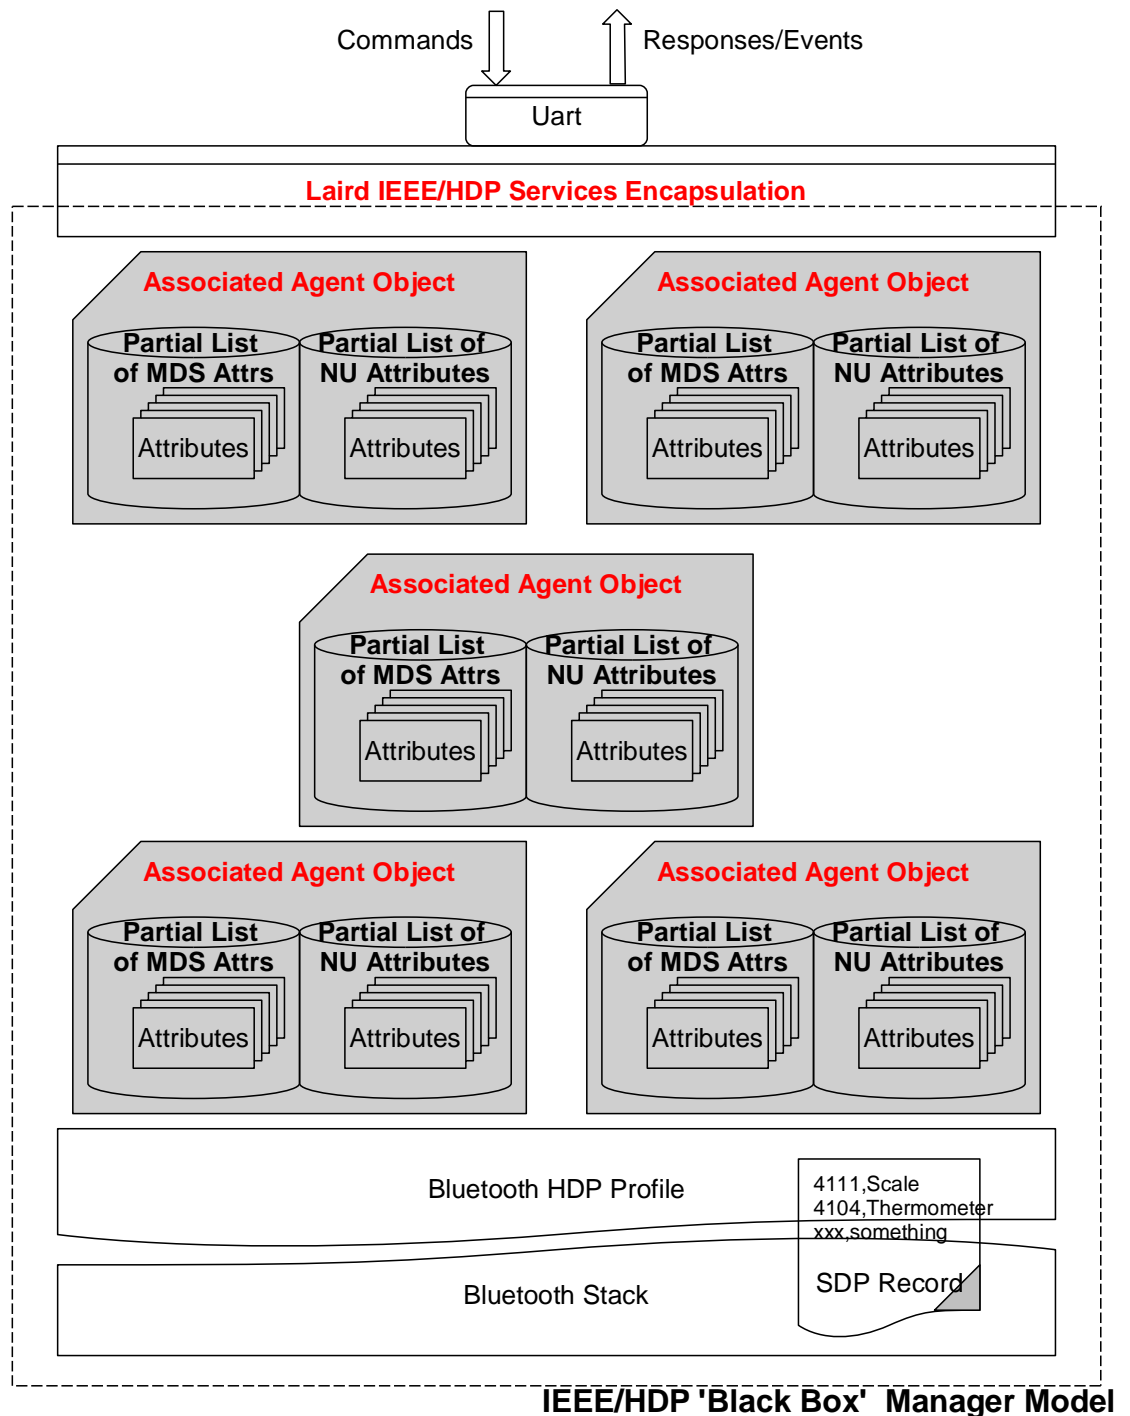 Commands
Responses/Events
Uart
Laird IEEE/HDP Services Encapsulation
Associated Agent Object
Partial List
of MDS Attrs
Attributes
Partial List of
NU Attributes
Attributes
Associated Agent Object
Partial List
of MDS Attrs
Attributes
Partial List of
NU Attributes
Attributes
Associated Agent Object
Partial List
of MDS Attrs
Attributes
Partial List of
NU Attributes
Attributes
Associated Agent Object
Partial List
of MDS Attrs
Attributes
Partial List of
NU Attributes
Attributes
Associated Agent Object
Partial List
of MDS Attrs
Attributes
Partial List of
NU Attributes
Attributes
Bluetooth HDP Profile
4111,Scale
4104,Thermometer
xxx,something
SDP Record
Bluetooth Stack
IEEE/HDP 'Black Box' Manager Model